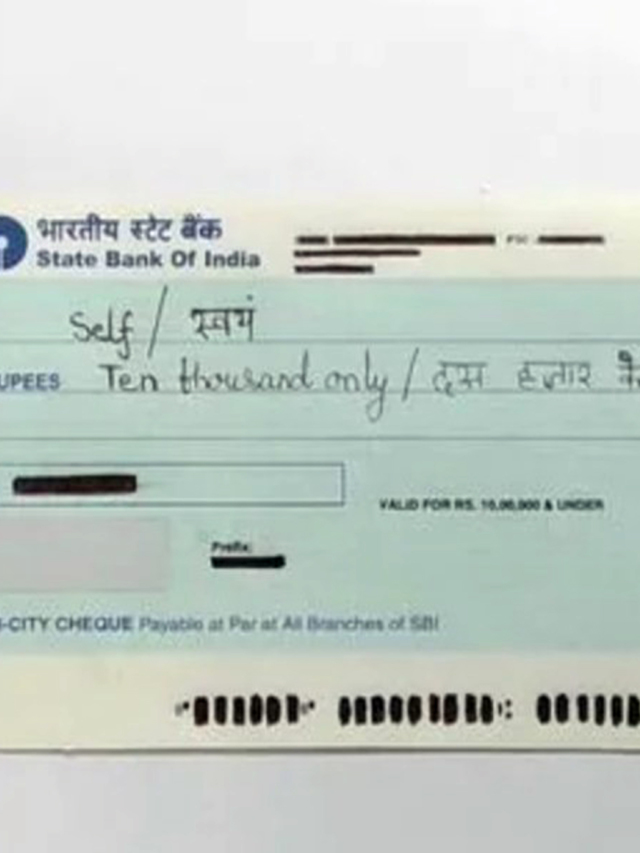 भारतीय स्टेट बैंक
State Bank Of India
Self / स्वयं
UPEES Ten thousand only / दस हजार
VALID FOR RS. 10,00,000 & UNDER
Prefix:
-CITY CHEQUE Payable at Par at All Branches of SBI